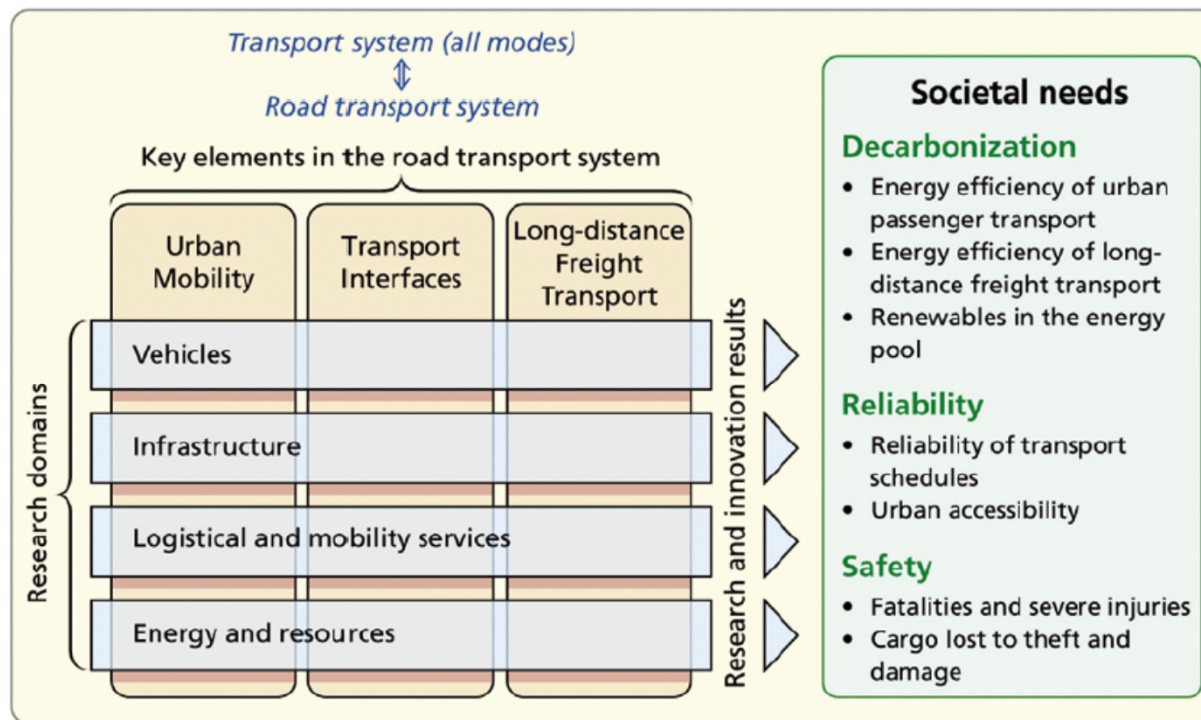 Transport system (all modes)
Road transport system
Key elements in the road transport system
Urban
Mobility
Transport
Interfaces
Long-distance
Freight
Transport
Research domains
Vehicles
Infrastructure
Logistical and mobility services
Energy and resources
Research and innovation results
Societal needs
Decarbonization
• Energy efficiency of urban
passenger transport
• Energy efficiency of long-
distance freight transport
• Renewables in the energy
pool
Reliability
• Reliability of transport
schedules
• Urban accessibility
Safety
• Fatalities and severe injuries
• Cargo lost to theft and
damage